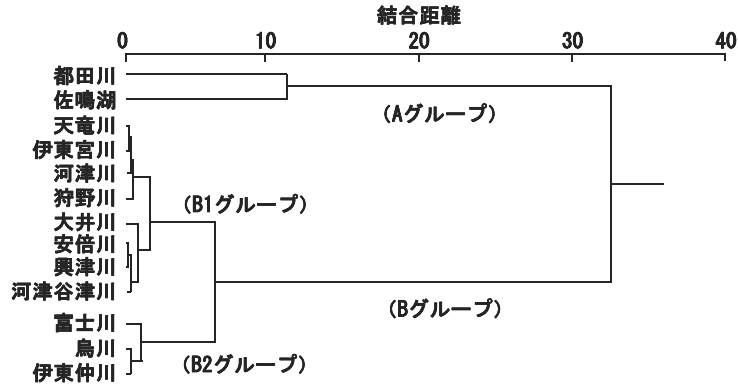 結合距離
0 10 20 30 40
都田川
佐鳴湖
(Aグループ)
天竜川
伊東宮川
河津川
狩野川
(B1グループ)
大井川
安倍川
興津川
河津谷津川
(Bグループ)
富士川
烏川
伊東仲川
(B2グループ)